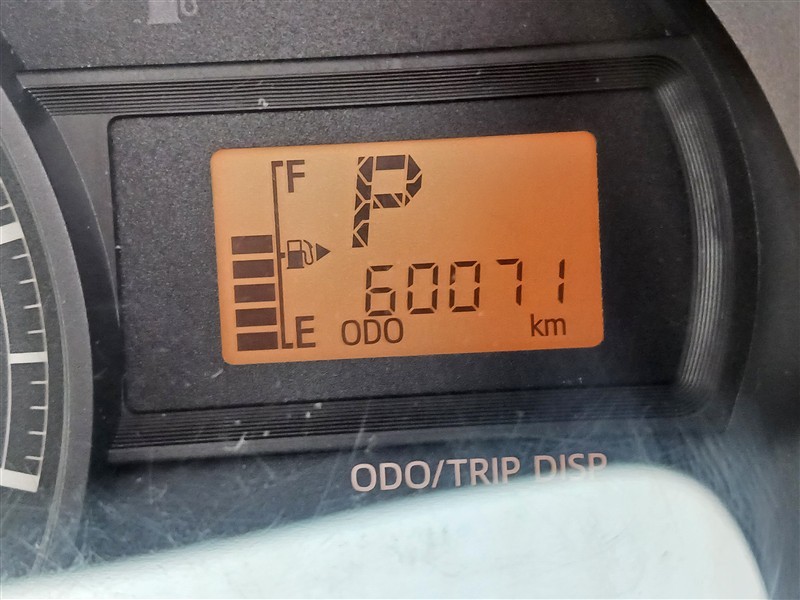 F
P
60071
E ODO km
ODO/TRIP DISP